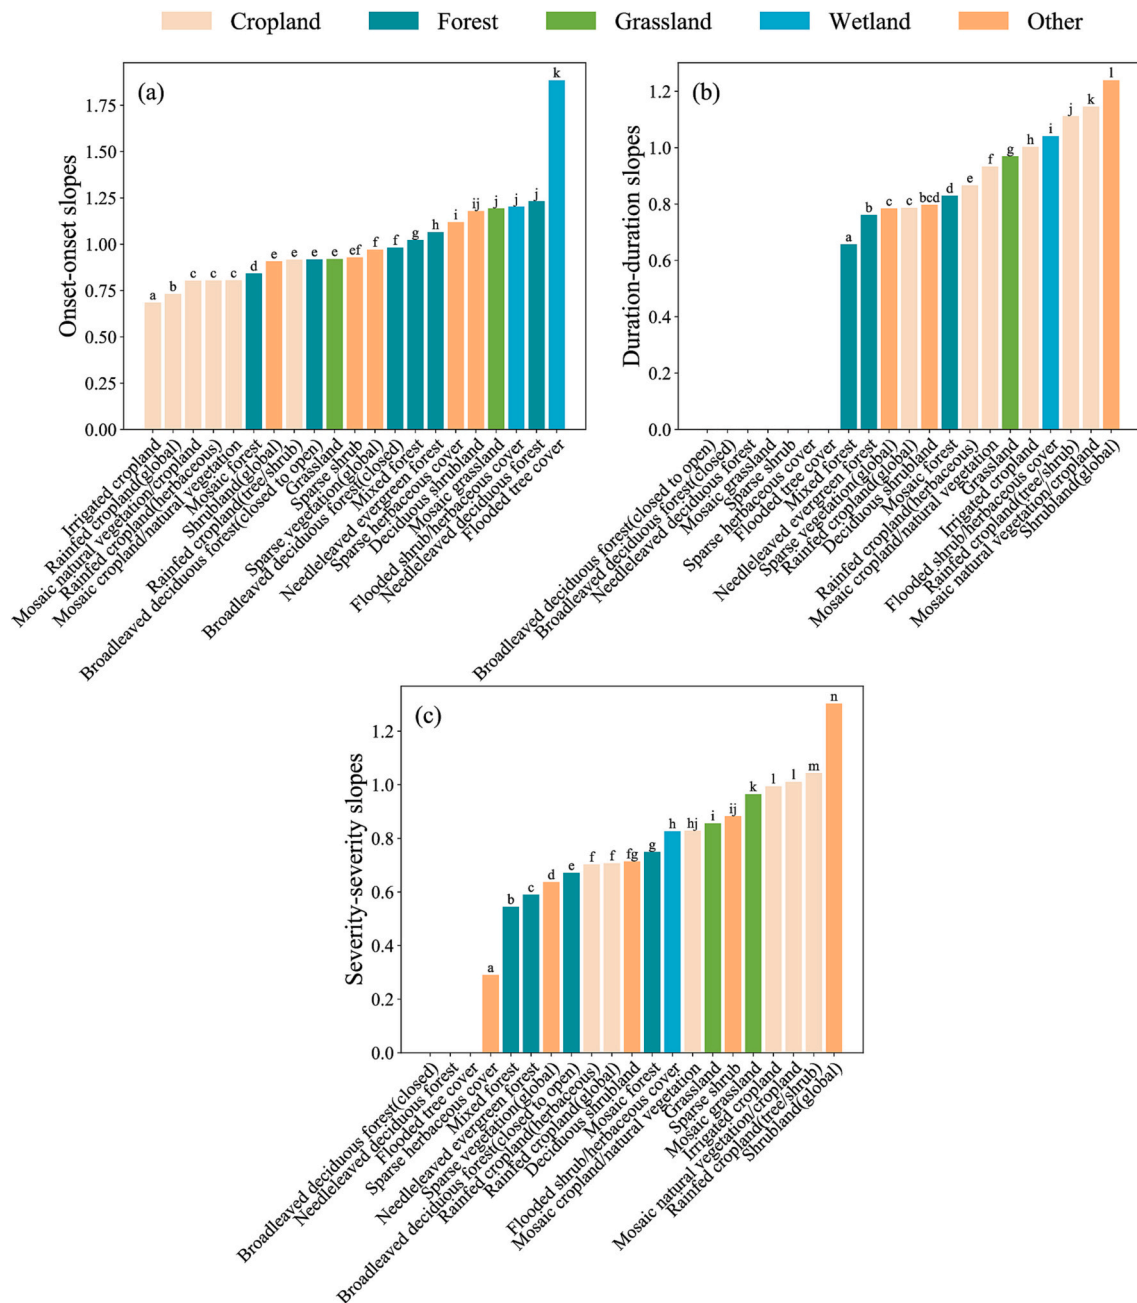 Cropland Forest Grassland Wetland Other
(a)
Onset-onset slopes
1.75
1.50
1.25
1.00
0.75
0.50
0.25
0.00
a b c c c d e e e e ef f f g h i ij j j j k
Irrigated cropland
Rainfed cropland(global)
Mosaic natural vegetation/cropland
Rainfed cropland(herbaceous)
Mosaic cropland/natural vegetation
Mosaic forest
Shrubland(global)
Rainfed cropland(tree/shrub)
Broadleaved deciduous forest(closed to open)
Grassland
Sparse shrub
Sparse vegetation(global)
Broadleaved deciduous forest(closed)
Mixed forest
Needleleaved evergreen forest
Sparse herbaceous cover
Deciduous shrubland
Mosaic grassland
Flooded shrub/herbaceous cover
Needleleaved deciduous forest
Flooded tree cover
(b)
Duration-duration slopes
1.2
1.0
0.8
0.6
0.4
0.2
0.0
a b c c bcd d e f g h i j k l
Broadleaved deciduous forest(closed to open)
Broadleaved deciduous forest(closed)
Needleleaved deciduous forest
Mosaic grassland
Sparse shrub
Sparse herbaceous cover
Flooded tree cover
Mixed forest
Needleleaved evergreen forest
Sparse vegetation(global)
Rainfed cropland(global)
Deciduous shrubland
Mosaic forest
Rainfed cropland(herbaceous)
Mosaic cropland/natural vegetation
Grassland
Irrigated cropland
Flooded shrub/herbaceous cover
Rainfed cropland(tree/shrub)
Mosaic natural vegetation/cropland
Shrubland(global)
(c)
Severity-severity slopes
1.2
1.0
0.8
0.6
0.4
0.2
0.0
a b c d e f f fg g h hj i ij k l l m n
Broadleaved deciduous forest(closed)
Needleleaved deciduous forest
Flooded tree cover
Sparse herbaceous cover
Mixed forest
Needleleaved evergreen forest
Sparse vegetation(global)
Broadleaved deciduous forest(closed to open)
Rainfed cropland(herbaceous)
Rainfed cropland(global)
Deciduous shrubland
Mosaic forest
Flooded shrub/herbaceous cover
Mosaic cropland/natural vegetation
Grassland
Sparse shrub
Mosaic grassland
Irrigated cropland
Mosaic natural vegetation/cropland
Rainfed cropland(tree/shrub)
Shrubland(global)